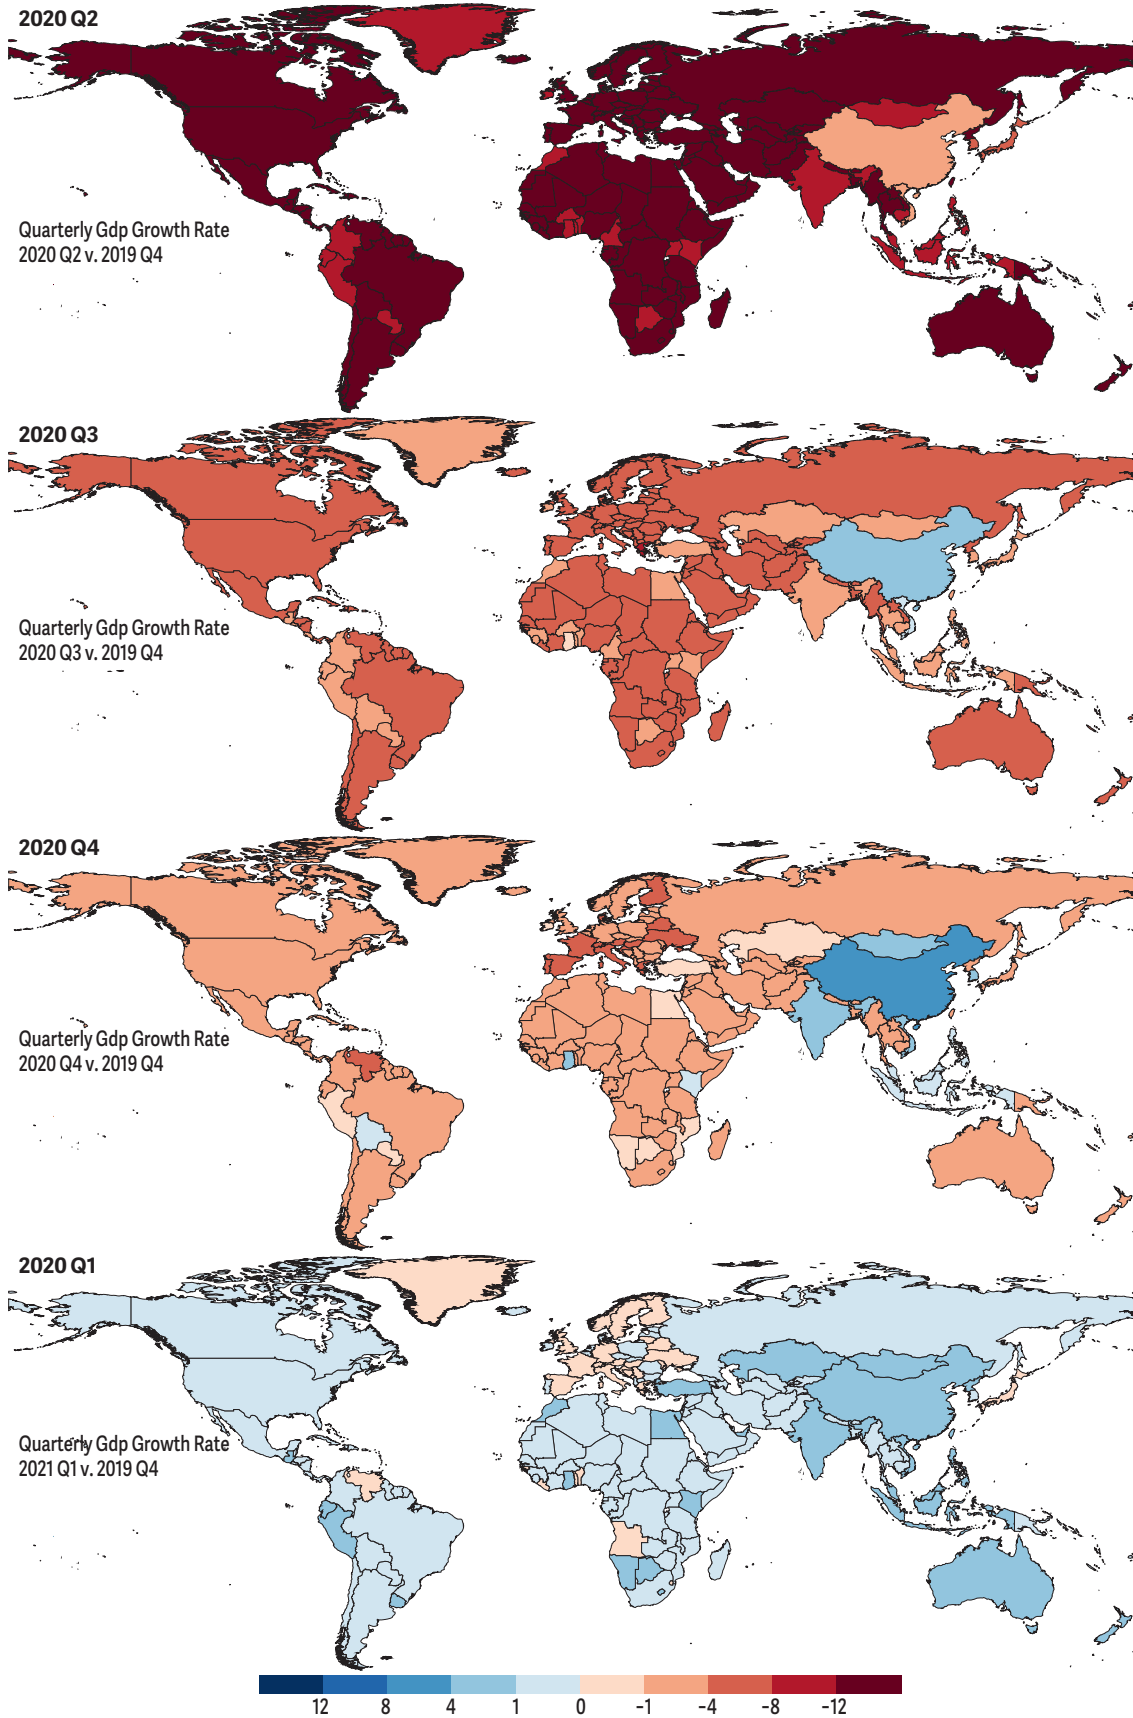 2020 Q2
Quarterly Gdp Growth Rate
2020 Q2 v. 2019 Q4
2020 Q3
Quarterly Gdp Growth Rate
2020 Q3 v. 2019 Q4
2020 Q4
Quarterly Gdp Growth Rate
2020 Q4 v. 2019 Q4
2020 Q1
Quarterly Gdp Growth Rate
2021 Q1 v. 2019 Q4
12 8 4 1 0 -1 -4 -8 -12